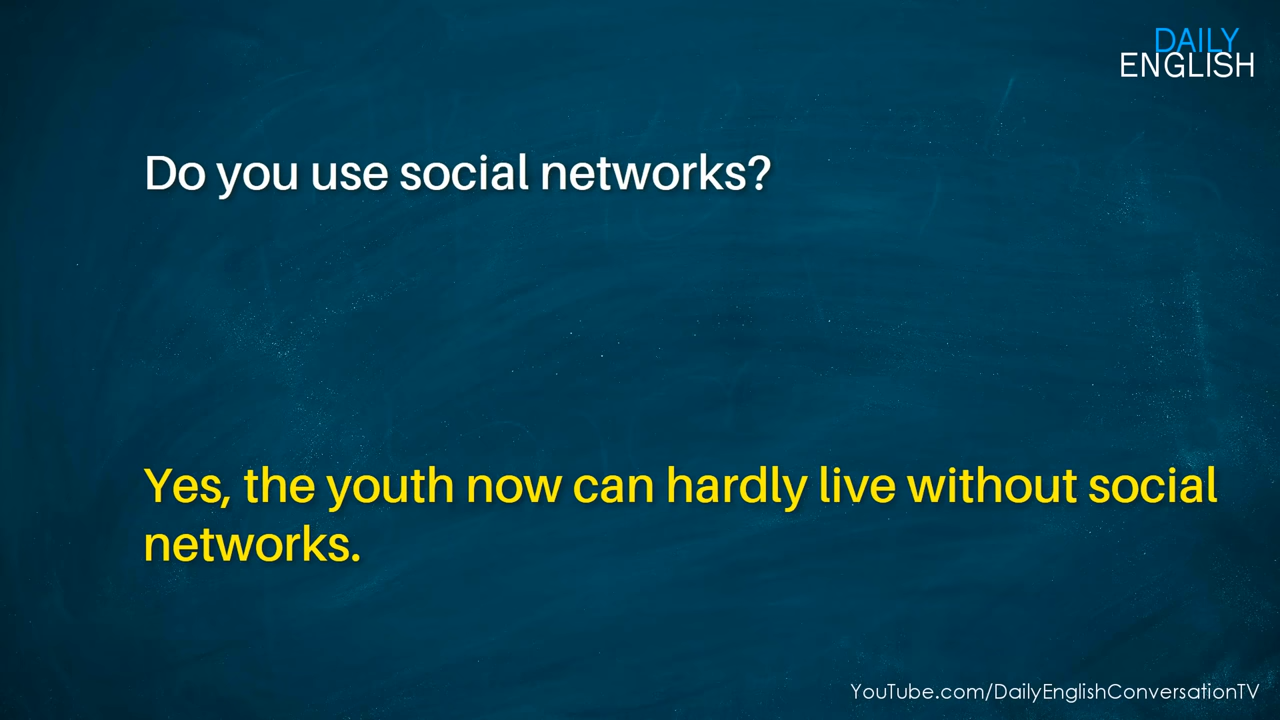 DAILY
ENGLISH
Do you use social networks?
Yes, the youth now can hardly live without social
networks.
YouTube.com/DailyEnglishConversationTV